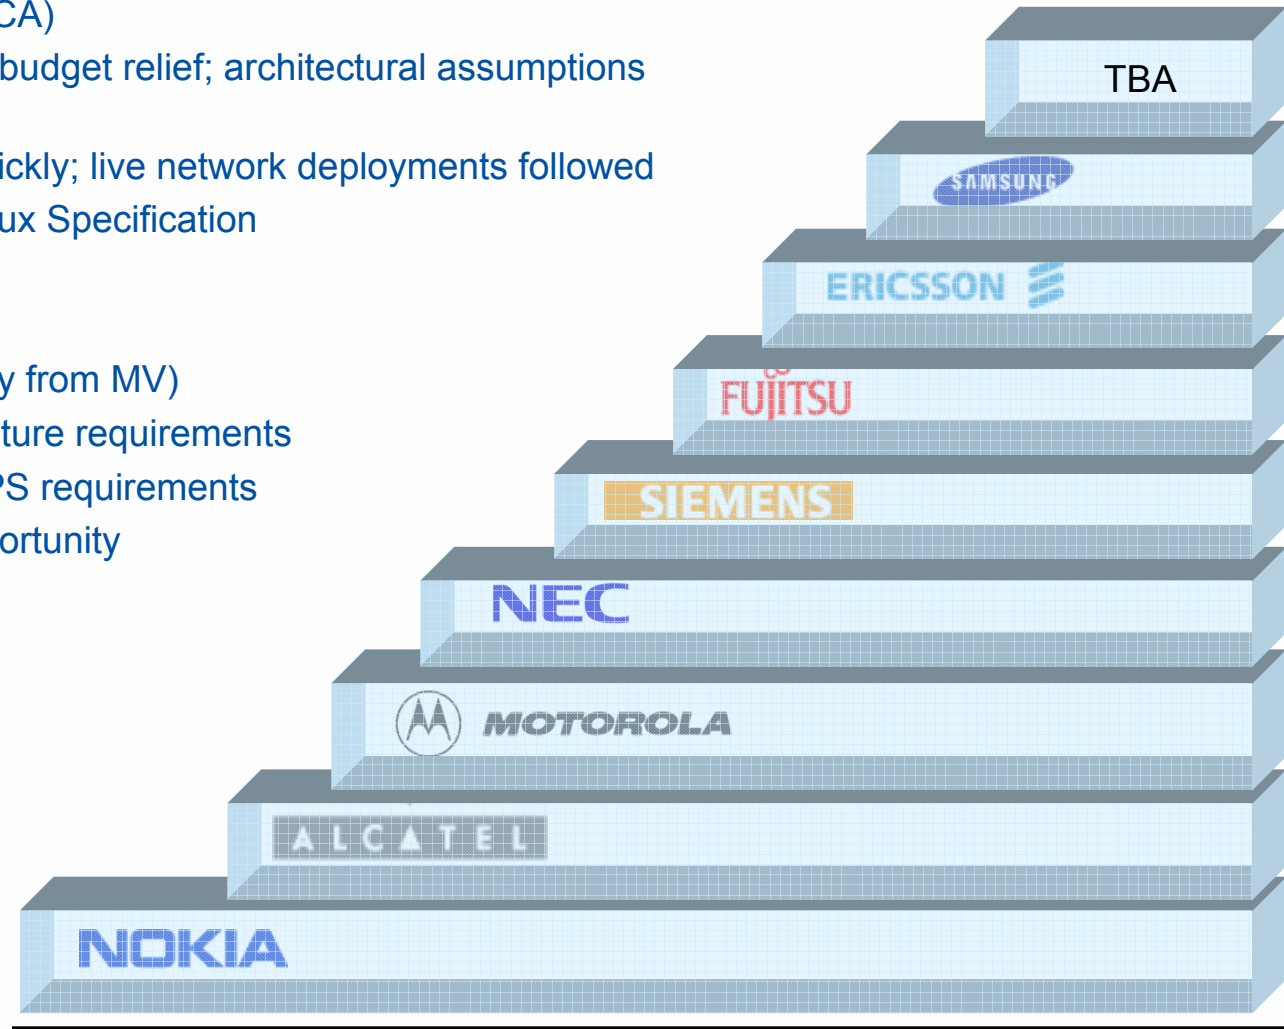 CA)
budget relief; architectural assumptions
ickly; live network deployments followed
ux Specification
y from MV)
ture requirements
PS requirements
ortunity
TBA
SAMSUNG
ERICSSON
FUJITSU
SIEMENS
NEC
MOTOROLA
ALCATEL
NOKIA